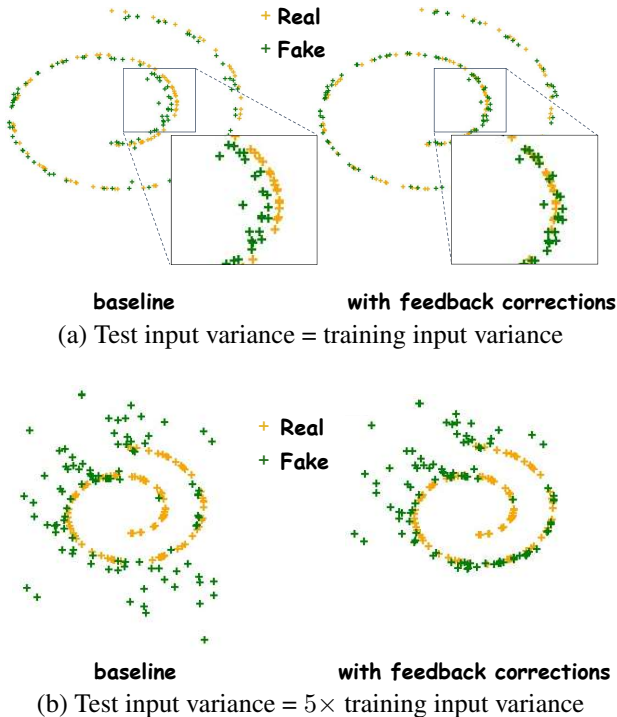 Real
Fake
baseline with feedback corrections
(a) Test input variance = training input variance
Real
Fake
baseline with feedback corrections
(b) Test input variance = 5× training input variance